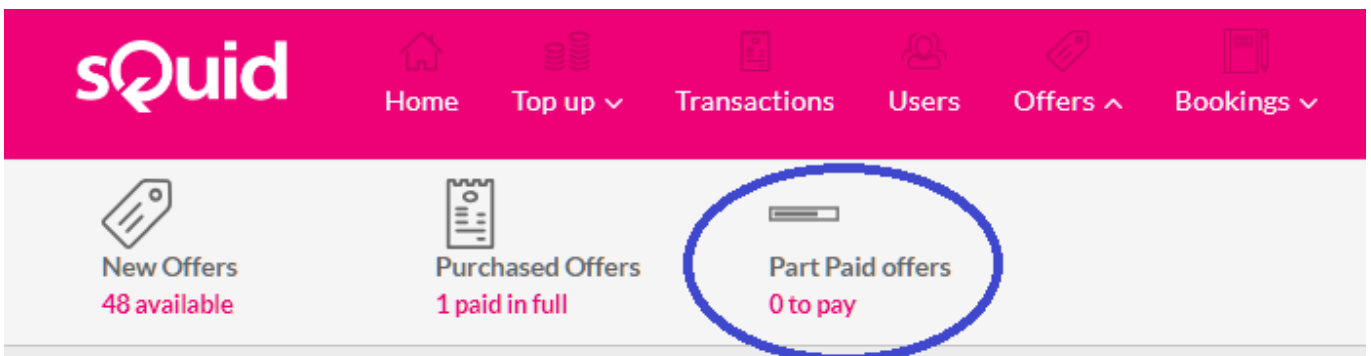 sQuid
Home Top up Transactions Users Offers Bookings
New Offers Purchased Offers Part Paid offers
48 available 1 paid in full 0 to pay